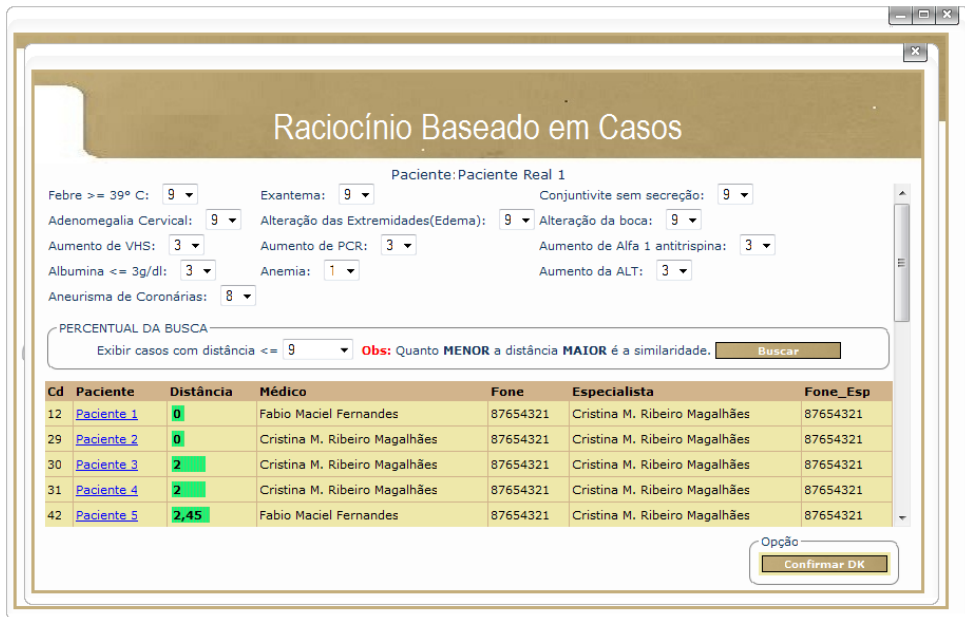 Raciocínio Baseado em Casos
Paciente:Paciente Real 1
Febre >= 39º C: 9 Exantema: 9 Conjuntivite sem secreção: 9
Adenomegalia Cervical: 9 Alteração das Extremidades(Edema): 9 Alteração da boca: 9
Aumento de VHS: 3 Aumento de PCR: 3 Aumento de Alfa 1 antitrispina: 3
Albumina <= 3g/dl: 3 Anemia: 1 Aumento da ALT: 3
Aneurisma de Coronárias: 8
PERCENTUAL DA BUSCA
Exibir casos com distância <= 9 Obs: Quanto MENOR a distância MAIOR é a similaridade. Buscar
Cd Paciente Distância Médico Fone Especialista Fone_Esp
12 Paciente 1 0 Fabio Maciel Fernandes 87654321 Cristina M. Ribeiro Magalhães 87654321
29 Paciente 2 0 Cristina M. Ribeiro Magalhães 87654321 Cristina M. Ribeiro Magalhães 87654321
30 Paciente 3 2 Cristina M. Ribeiro Magalhães 87654321 Cristina M. Ribeiro Magalhães 87654321
31 Paciente 4 2 Cristina M. Ribeiro Magalhães 87654321 Cristina M. Ribeiro Magalhães 87654321
42 Paciente 5 2,45 Fabio Maciel Fernandes 87654321 Cristina M. Ribeiro Magalhães 87654321
Opção
Confirmar DK